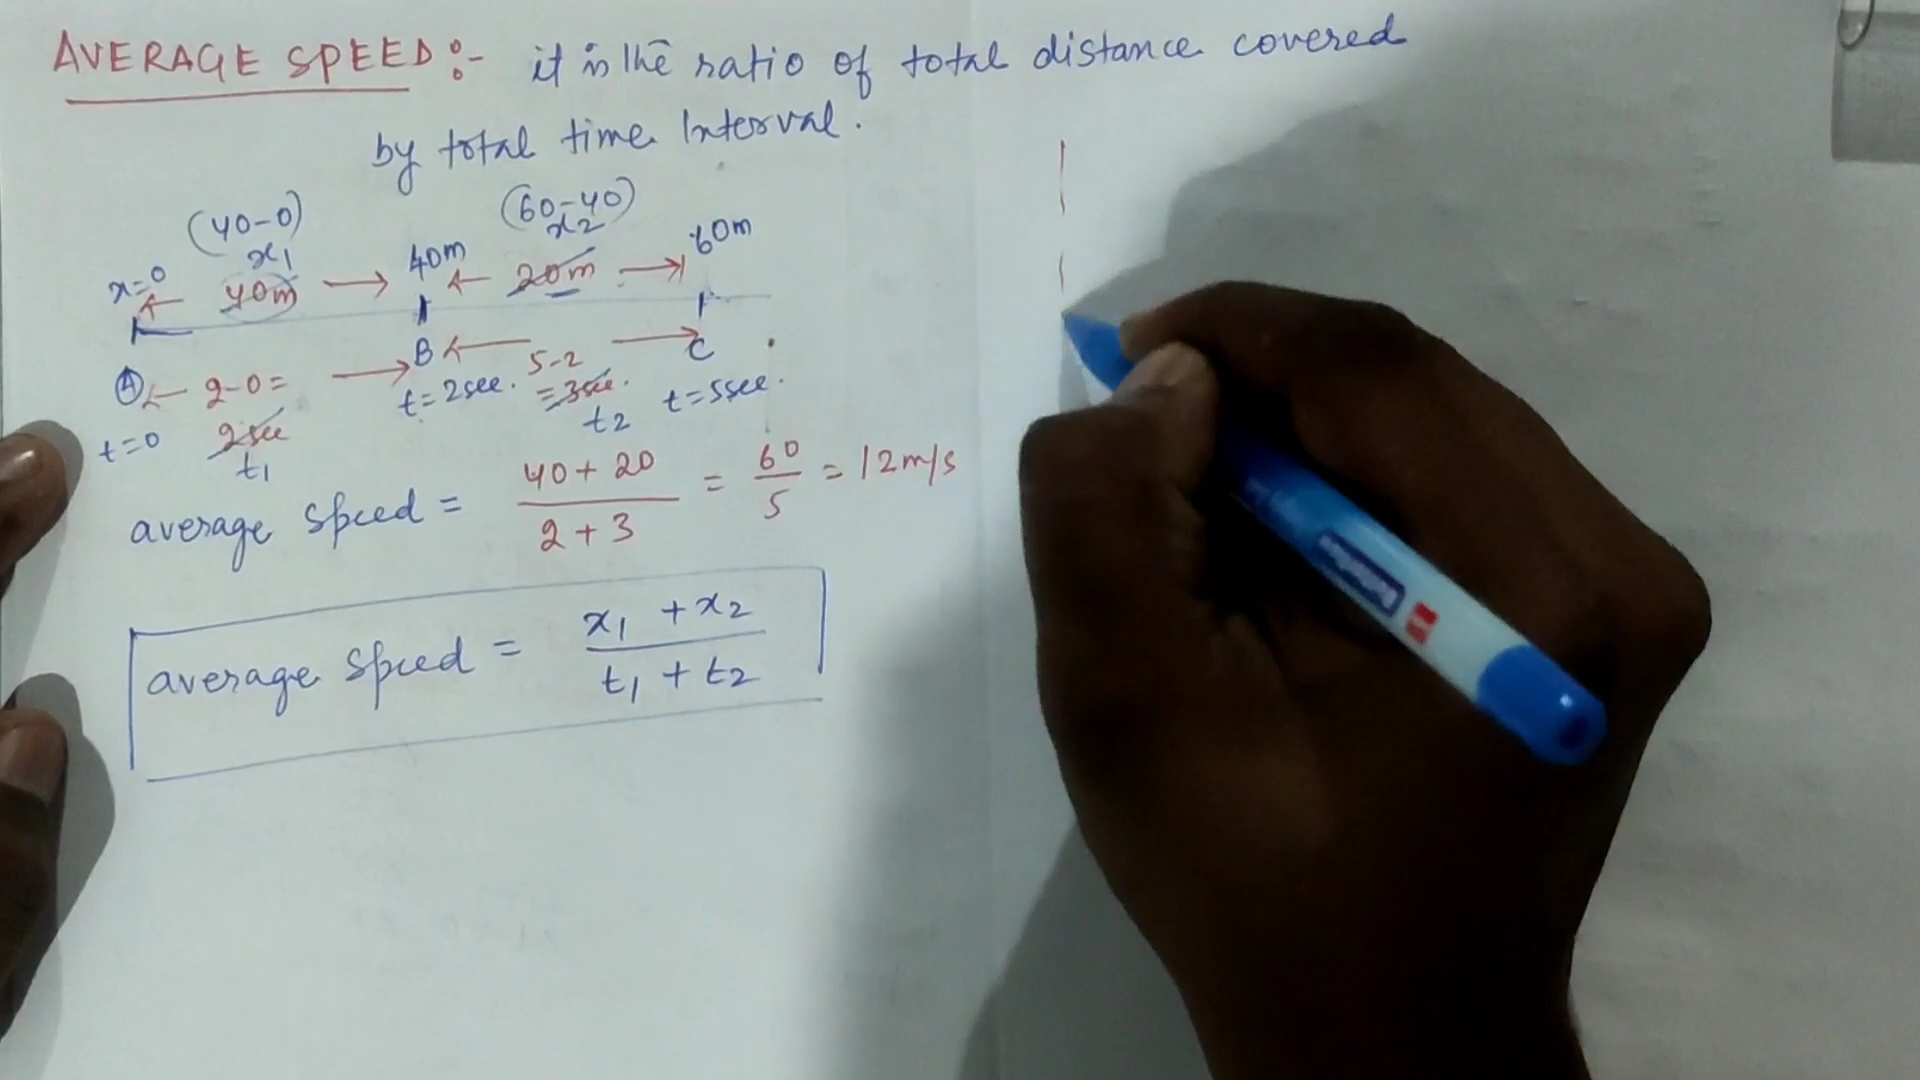 AVERAGE SPEED :- it is the ratio of total distance covered
by total time Interval.
(40-0) (60-40)
x1 x2
x=0 40m 40m 20m 60m
A 2-0= B 5-2 C
t=0 2sec t=2sec. =3sec. t=5sec.
t1 t2
average speed = 40+20 / 2+3 = 60/5 = 12m/s
average speed = x1 + x2 / t1 + t2